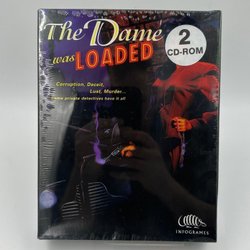 The Dame
was LOADED
2
CD-ROM
Corruption, Deceit,
Lust, Murder...
Some private detectives have it all
INFOGRAMES